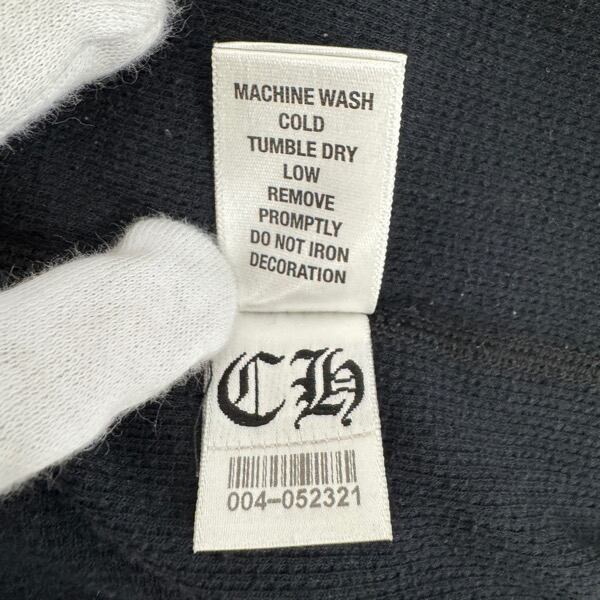 MACHINE WASH
COLD
TUMBLE DRY
LOW
REMOVE
PROMPTLY
DO NOT IRON
DECORATION
CH
004-052321